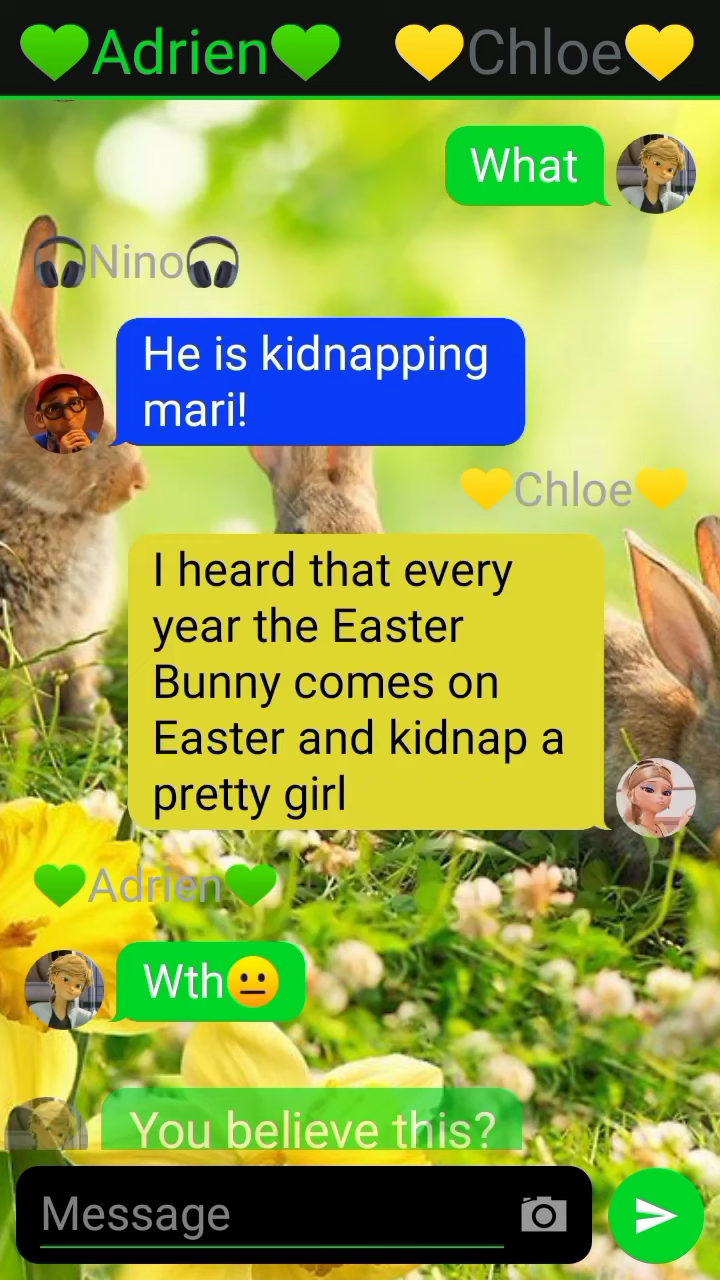 💚Adrien💚 💛Chloe💛
What
🎧Nino🎧
He is kidnapping
mari!
💛Chloe💛
I heard that every
year the Easter
Bunny comes on
Easter and kidnap a
pretty girl
💚Adrien💚
Wth😐
You believe this?
Message